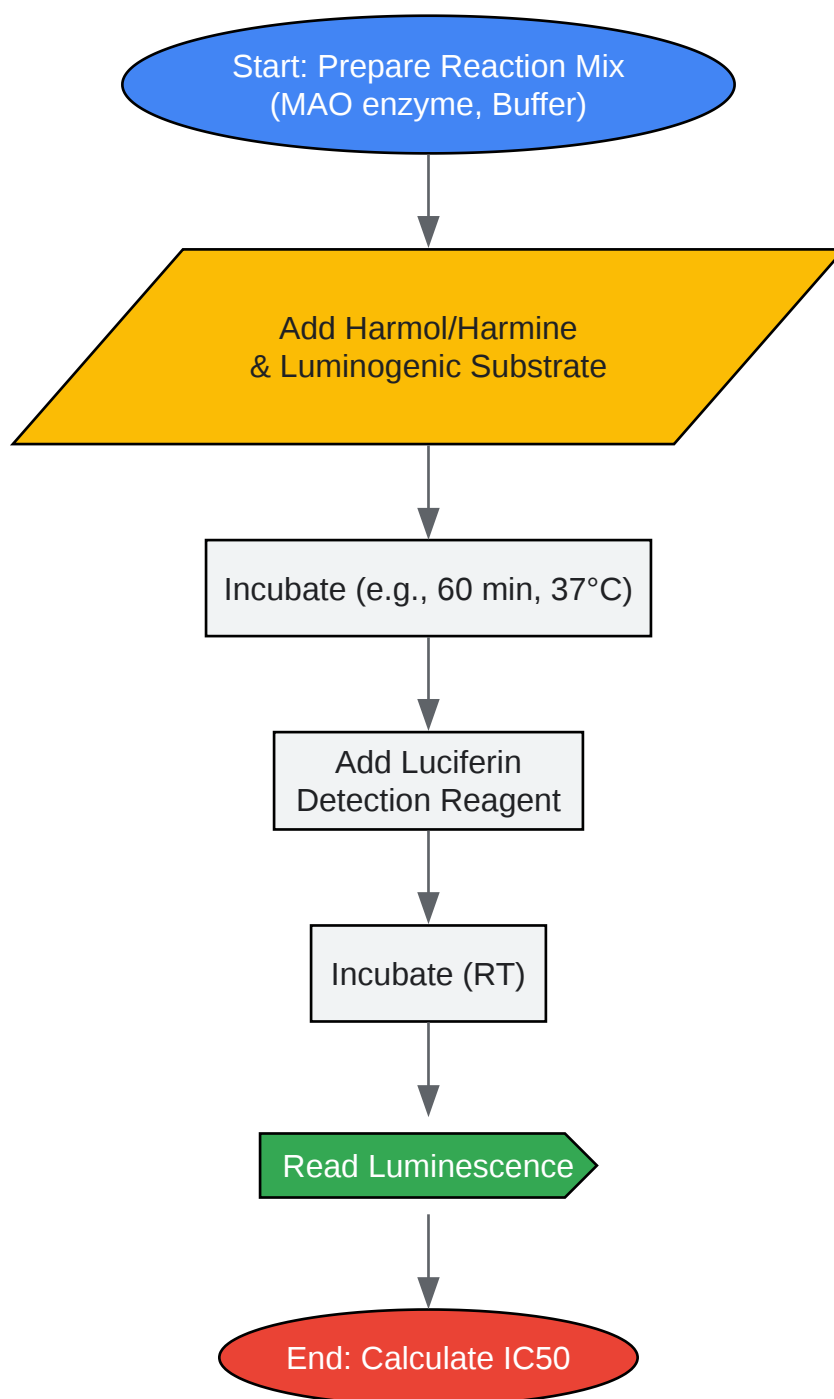 Start: Prepare Reaction Mix
(MAO enzyme, Buffer)
Add Harmol/Harmine
& Luminogenic Substrate
Incubate (e.g., 60 min, 37°C)
Add Luciferin
Detection Reagent
Incubate (RT)
Read Luminescence
End: Calculate IC50